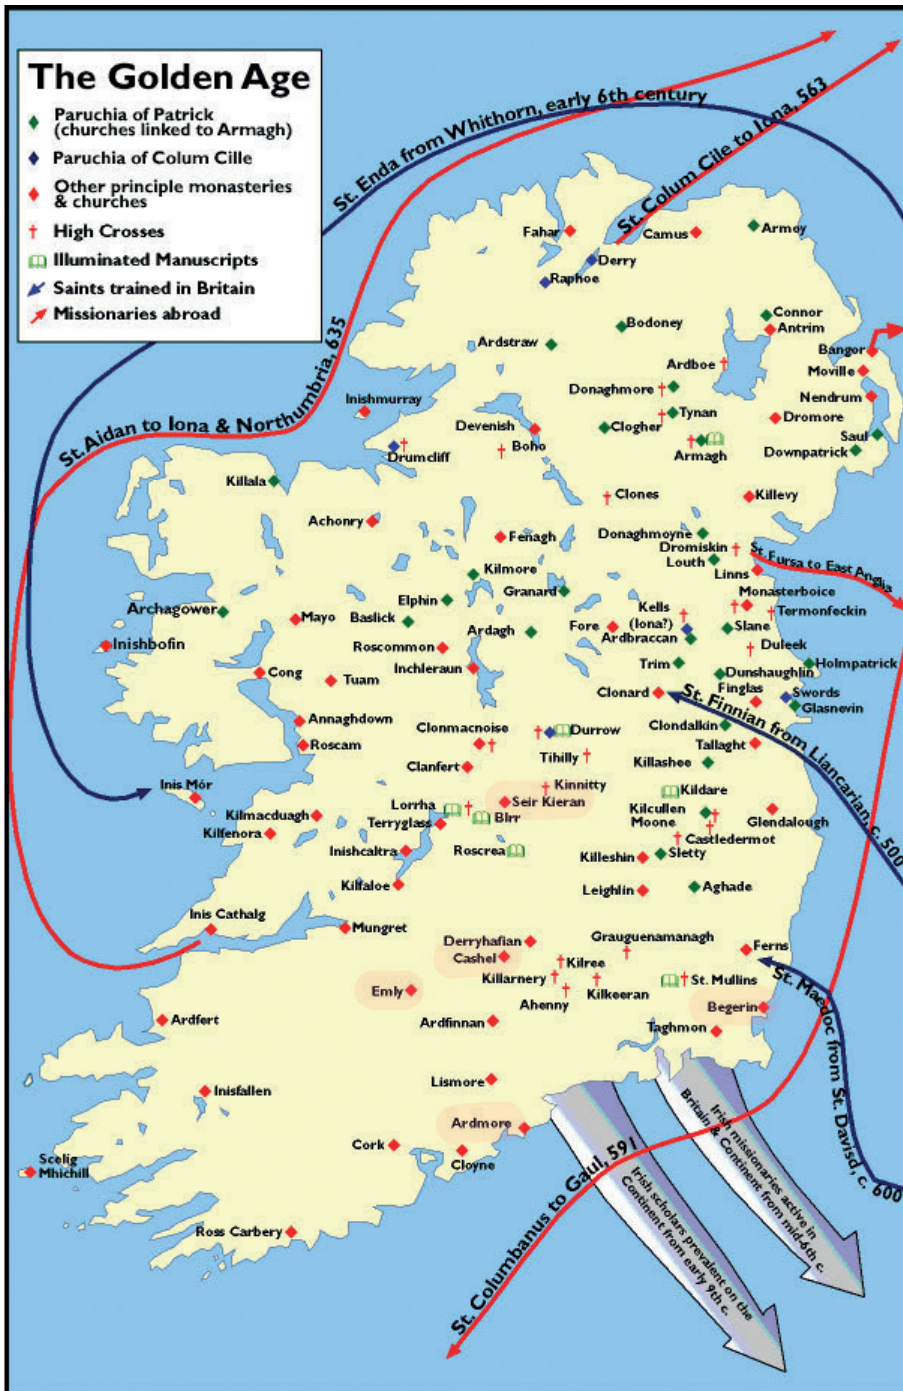 The Golden Age
Paruchia of Patrick
(churches linked to Armagh)
Paruchia of Colum Cille
Other principle monasteries
& churches
High Crosses
Illuminated Manuscripts
Saints trained in Britain
Missionaries abroad
St. Enda from Whithorn, early 6th century
St. Colum Cile to Iona, 563
St.Aidan to Iona & Northumbria, 635
Fahar
Camus
Armoy
Derry
Raphoe
Connor
Antrim
Bodoney
Ardstraw
Bangor
Ardboe
Moville
Donaghmore
Nendrum
Inishmurray
Tynan
Dromore
Devenish
Clogher
Saul
Boho
Armagh
Downpatrick
Drumcliff
Killala
Clones
Killevy
Achonry
Fenagh
Donaghmoyne
Dromiskin
Louth
St. Fursa to East Anglia
Linns
Kilmore
Granard
Monasterboice
Elphin
Archagower
Baslick
Mayo
Kells
(Iona?)
Termonfeckin
Ardagh
Fore
Slane
Ardbraccan
Inishbofin
Roscommon
Duleek
Inchleraun
Trim
Holmpatrick
Cong
Tuam
Dunshaughlin
Clonard
Finglas
Swords
Glasnevin
St. Finnian from Liancarian, c. 500
Annaghdown
Clonmacnoise
Durrow
Clondalkin
Roscam
Tihilly
Tallaght
Clanfert
Killashee
Inis Mór
Kinnitty
Kildare
Seir Kieran
Lorrha
Kilmacduagh
Blrr
Kilcullen
Glendalough
Terryglass
Moone
Kilfenora
Castledermot
Inishcaltra
Roscrea
Killeshin
Sletty
Kilfaloe
Leighlin
Aghade
Inis Cathalg
Mungret
Derryhafian
Grauguenamanagh
Ferns
Cashel
Kilree
Killarnery
Kilkeeran
St. Mullins
Emly
Ahenny
Begerin
St. Maedoc from St. Davisd, c. 600
Ardfert
Ardfinnan
Taghmon
Inisfallen
Lismore
Ardmore
Cork
Cloyne
Scelig
Mhichill
Ross Carbery
St. Columbanus to Gaul, 591
Irish missionaries active in
Britain & Continent from mid-6th c.
Irish scholars prevalent on the
Continent from early 9th c.